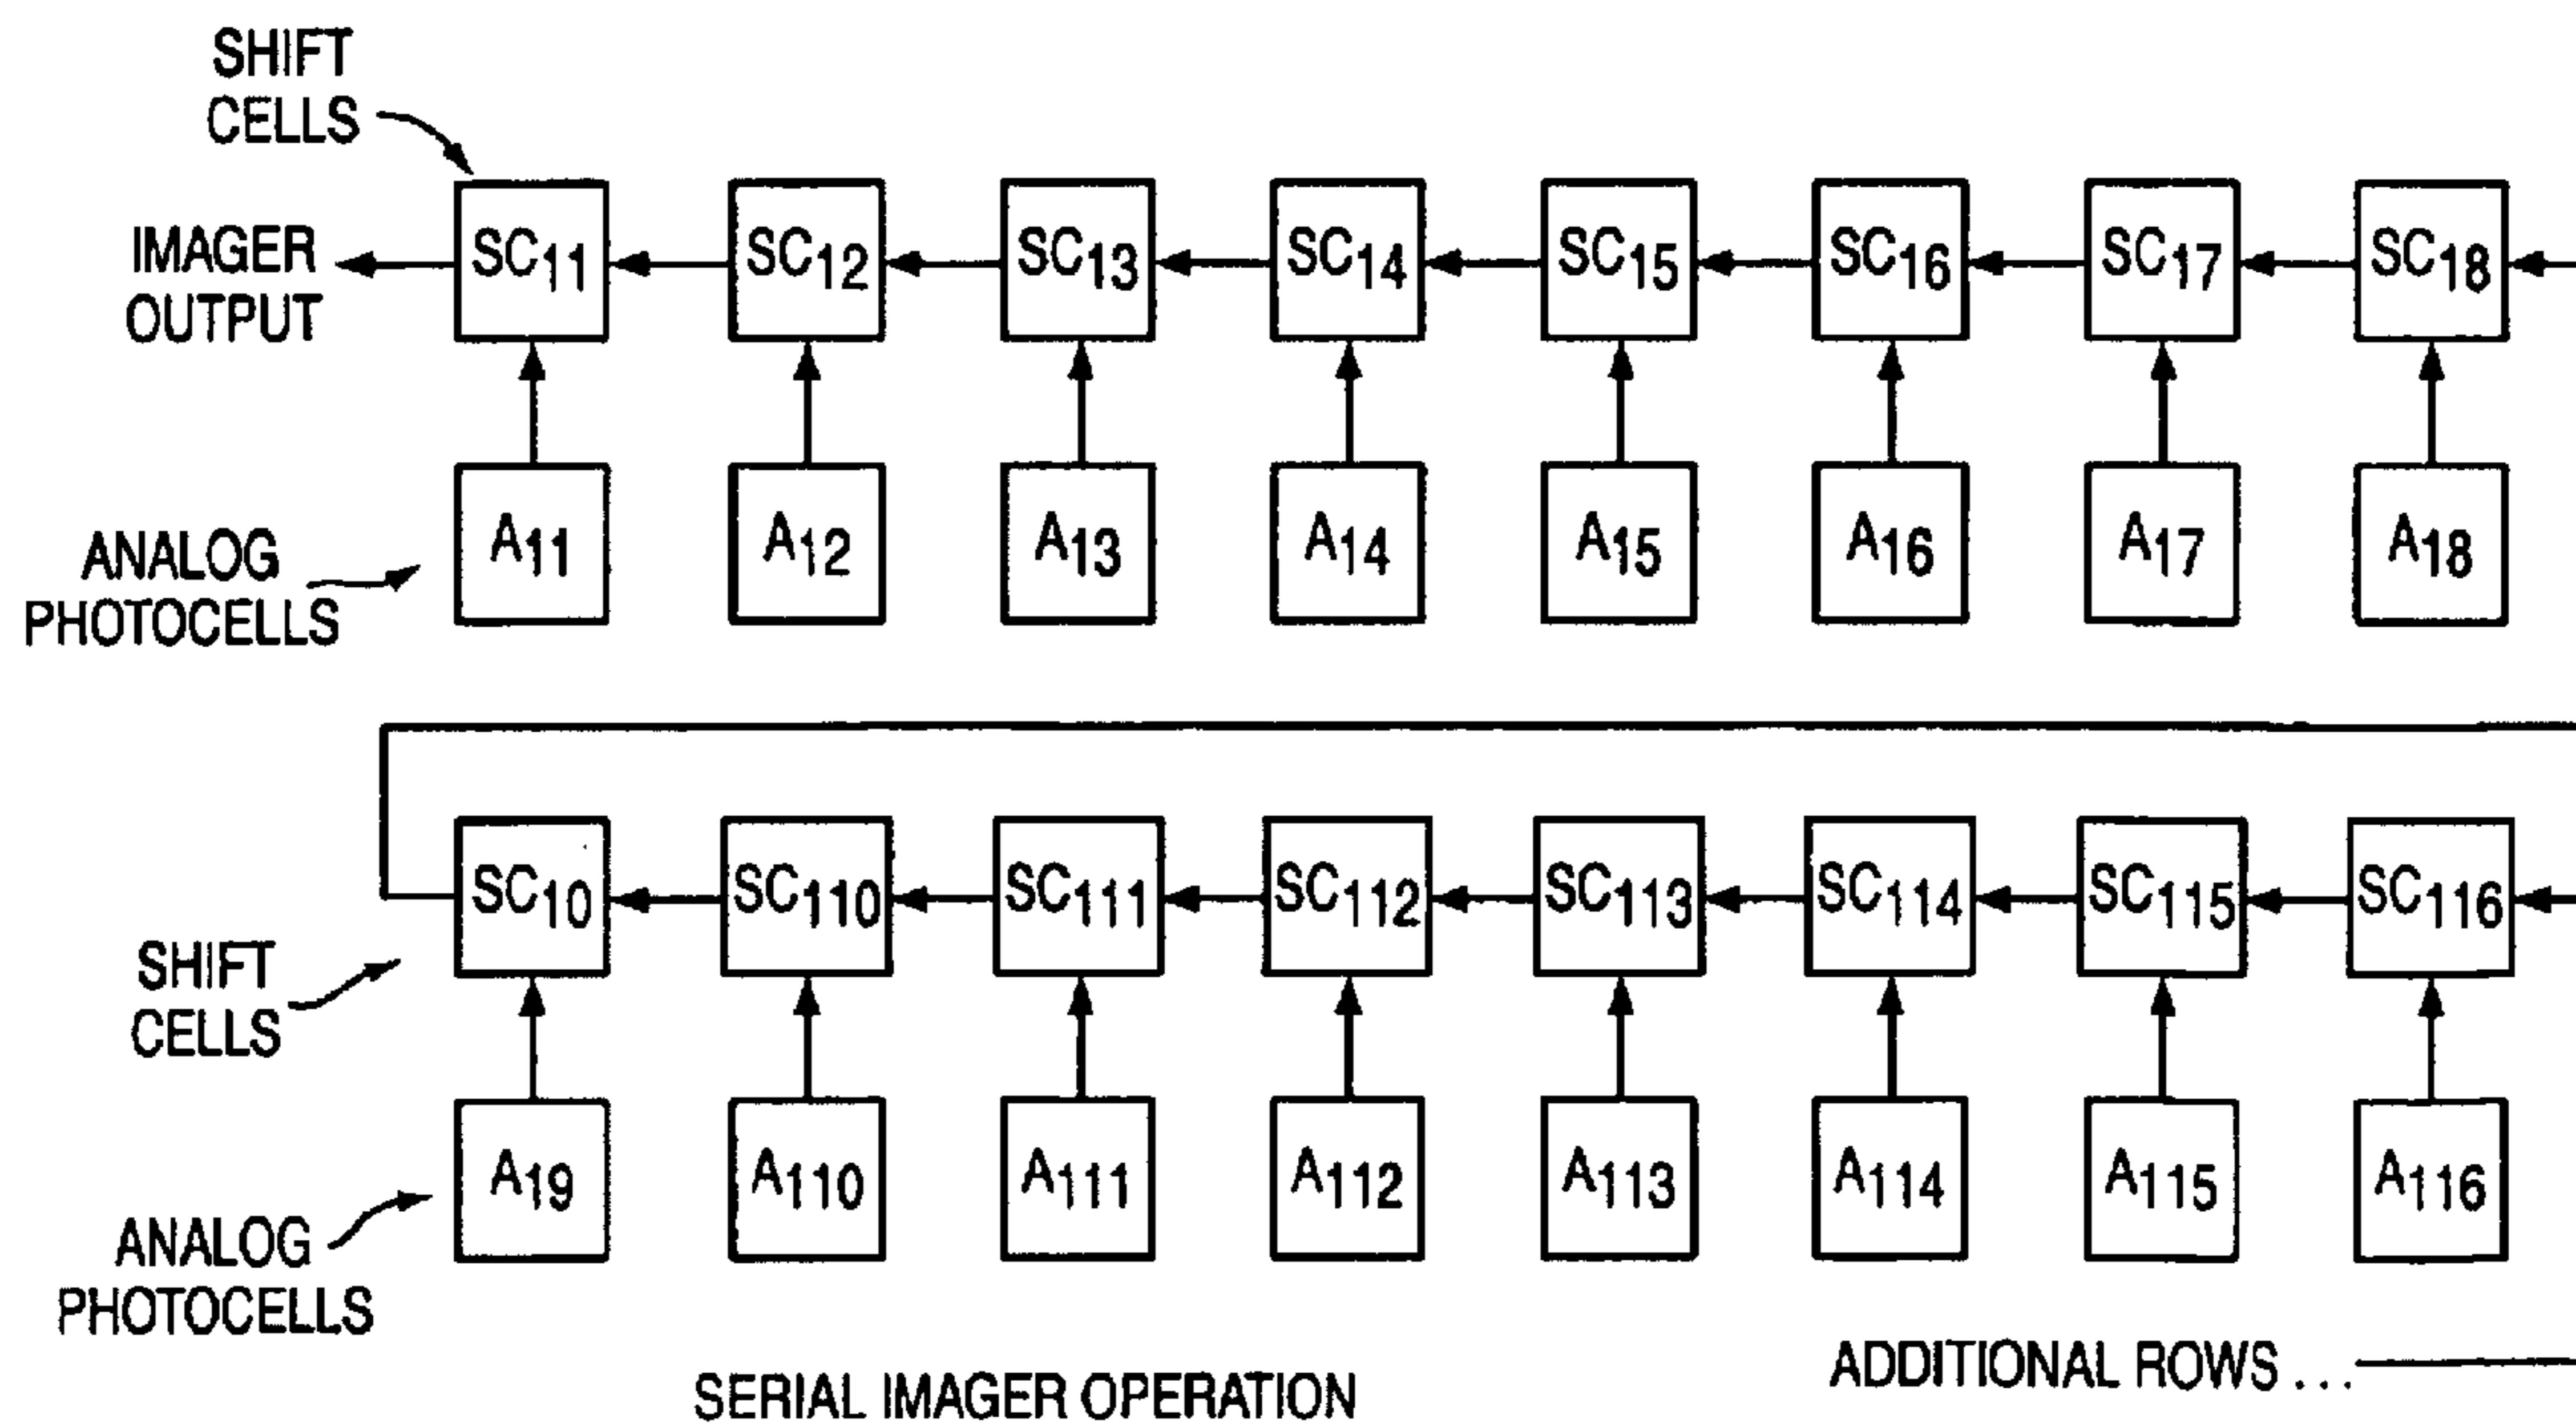 SHIFT
CELLS
IMAGER
OUTPUT
SC11 SC12 SC13 SC14 SC15 SC16 SC17 SC18
ANALOG
PHOTOCELLS
A11 A12 A13 A14 A15 A16 A17 A18
SC10 SC110 SC111 SC112 SC113 SC114 SC115 SC116
SHIFT
CELLS
A19 A110 A111 A112 A113 A114 A115 A116
ANALOG
PHOTOCELLS
SERIAL IMAGER OPERATION
ADDITIONAL ROWS ...